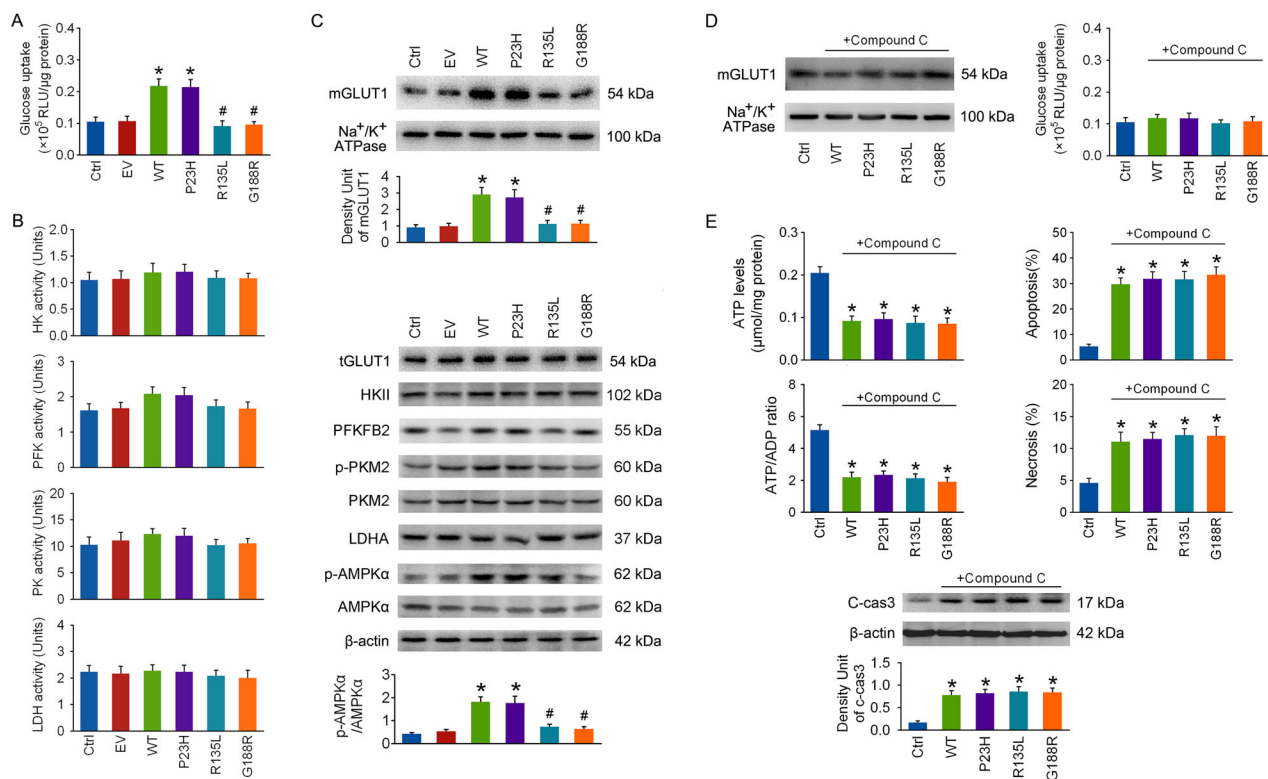 A
Glucose uptake
(×10⁵ RLU/µg protein)
0.4
0.3
0.2
0.1
0.0
* * # #
Ctrl EV WT P23H R135L G188R
B
HK activity (Units)
2.0
1.5
1.0
0.5
0.0
PFK activity (Units)
3
2
1
0
PK activity (Units)
20
15
10
5
0
LDH activity (Units)
4
3
2
1
0
Ctrl EV WT P23H R135L G188R
C
Ctrl EV WT P23H R135L G188R
mGLUT1 54 kDa
Na⁺/K⁺
ATPase 100 kDa
Density Unit
of mGLUT1
4
3
2
1
0
* * # #
Ctrl EV WT P23H R135L G188R
tGLUT1 54 kDa
HKII 102 kDa
PFKFB2 55 kDa
p-PKM2 60 kDa
PKM2 60 kDa
LDHA 37 kDa
p-AMPKα 62 kDa
AMPKα 62 kDa
β-actin 42 kDa
p-AMPKα
/AMPKα
3
2
1
0
* * # #
D
+Compound C
mGLUT1 54 kDa
Na⁺/K⁺
ATPase 100 kDa
Ctrl WT P23H R135L G188R
Glucose uptake
(×10⁵ RLU/µg protein)
0.4
0.3
0.2
0.1
0.0
+Compound C
Ctrl WT P23H R135L G188R
E
ATP levels
(µmol/mg protein)
0.3
0.2
0.1
0.0
+Compound C
* * * *
Apoptosis(%)
50
40
30
20
10
0
+Compound C
* * * *
ATP/ADP ratio
8
6
4
2
0
+Compound C
* * * *
Ctrl WT P23H R135L G188R
Necrosis (%)
20
15
10
5
0
+Compound C
* * * *
Ctrl WT P23H R135L G188R
+Compound C
C-cas3 17 kDa
β-actin 42 kDa
Density Unit
of c-cas3
1.0
0.5
0.0
* * * *
Ctrl WT P23H R135L G188R